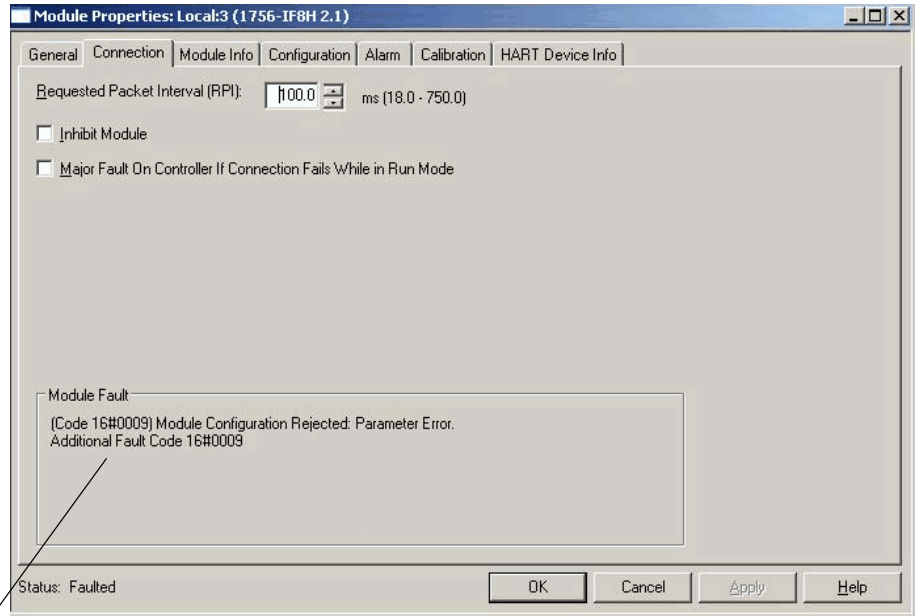 Module Properties: Local:3 (1756-IF8H 2.1)
General Connection Module Info Configuration Alarm Calibration HART Device Info
Requested Packet Interval (RPI): 100.0 ms (18.0 - 750.0)
Inhibit Module
Major Fault On Controller If Connection Fails While in Run Mode
Module Fault
(Code 16#0009) Module Configuration Rejected: Parameter Error.
Additional Fault Code 16#0009
Status: Faulted OK Cancel Apply Help